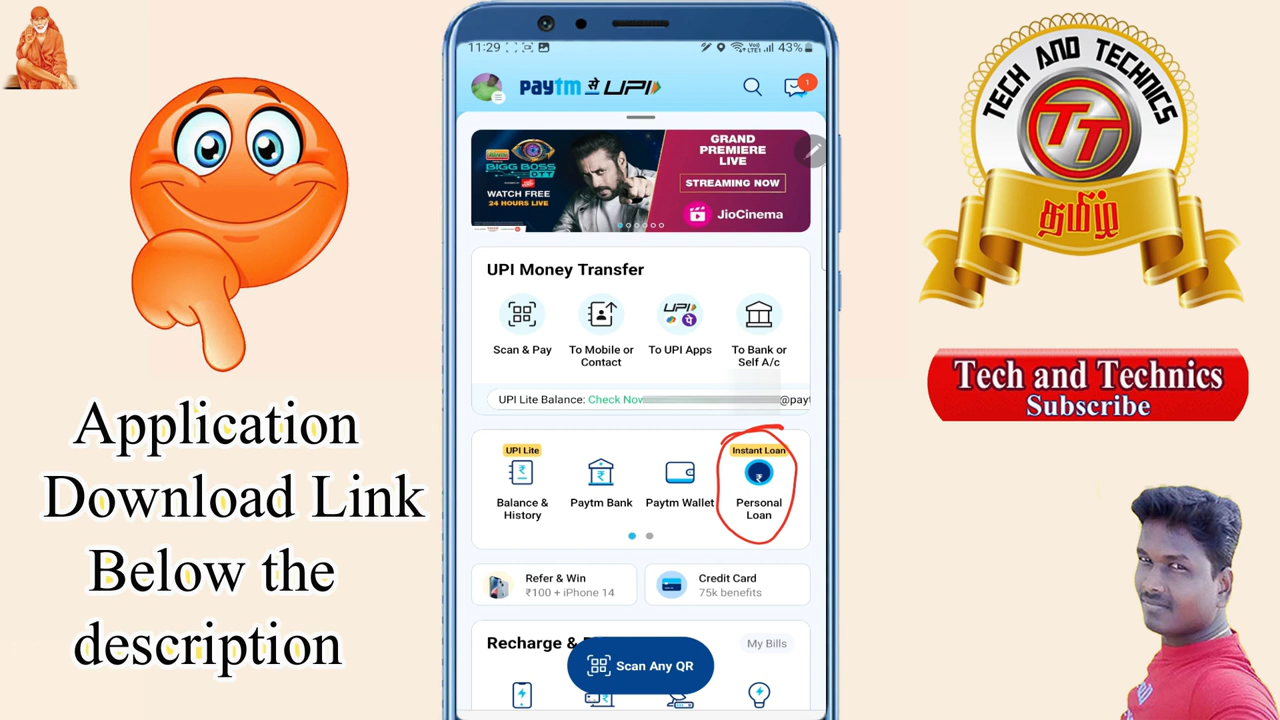 Application
Download Link
Below the
description
11:29
43%
paytm से UPI
1
BIGG BOSS
OTT
WATCH FREE
24 HOURS LIVE
GRAND
PREMIERE
LIVE
STREAMING NOW
JioCinema
UPI Money Transfer
Scan & Pay
To Mobile or
Contact
UPI
To UPI Apps
To Bank or
Self A/c
UPI Lite Balance: Check Now
UPI Lite
Balance &
History
Paytm Bank
Paytm Wallet
Instant Loan
Personal
Loan
Refer & Win
₹100 + iPhone 14
Credit Card
75k benefits
Recharge &
My Bills
Scan Any QR
TECH AND TECHNICS
TT
தமிழ்
Tech and Technics
Subscribe